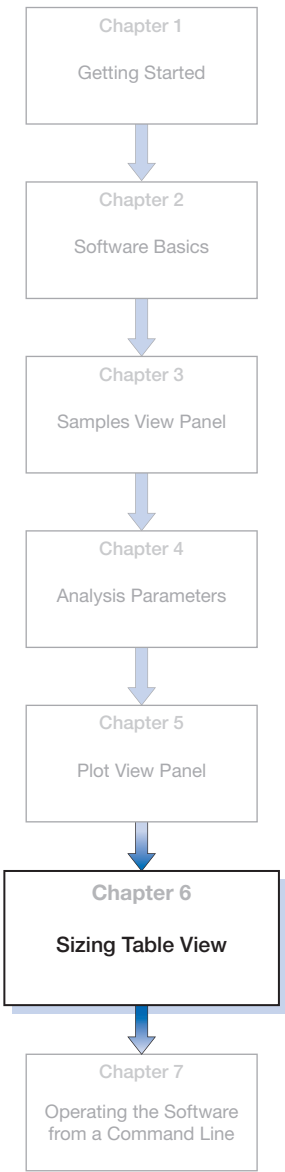 Chapter 1
Getting Started
Chapter 2
Software Basics
Chapter 3
Samples View Panel
Chapter 4
Analysis Parameters
Chapter 5
Plot View Panel
Chapter 6
Sizing Table View
Chapter 7
Operating the Software
from a Command Line